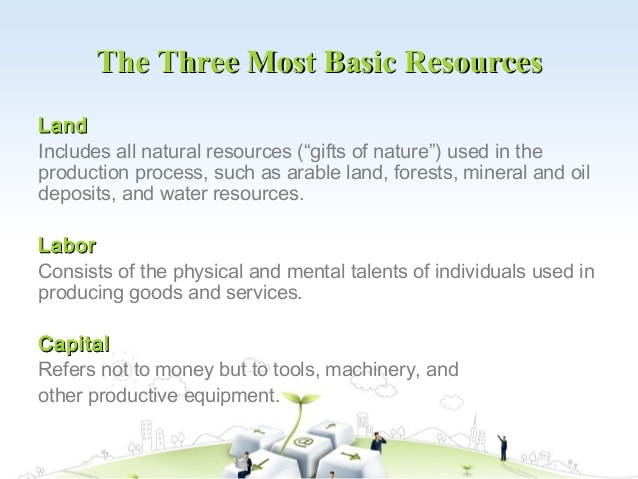 The Three Most Basic Resources
Land
Includes all natural resources (“gifts of nature”) used in the
production process, such as arable land, forests, mineral and oil
deposits, and water resources.
Labor
Consists of the physical and mental talents of individuals used in
producing goods and services.
Capital
Refers not to money but to tools, machinery, and
other productive equipment.
@